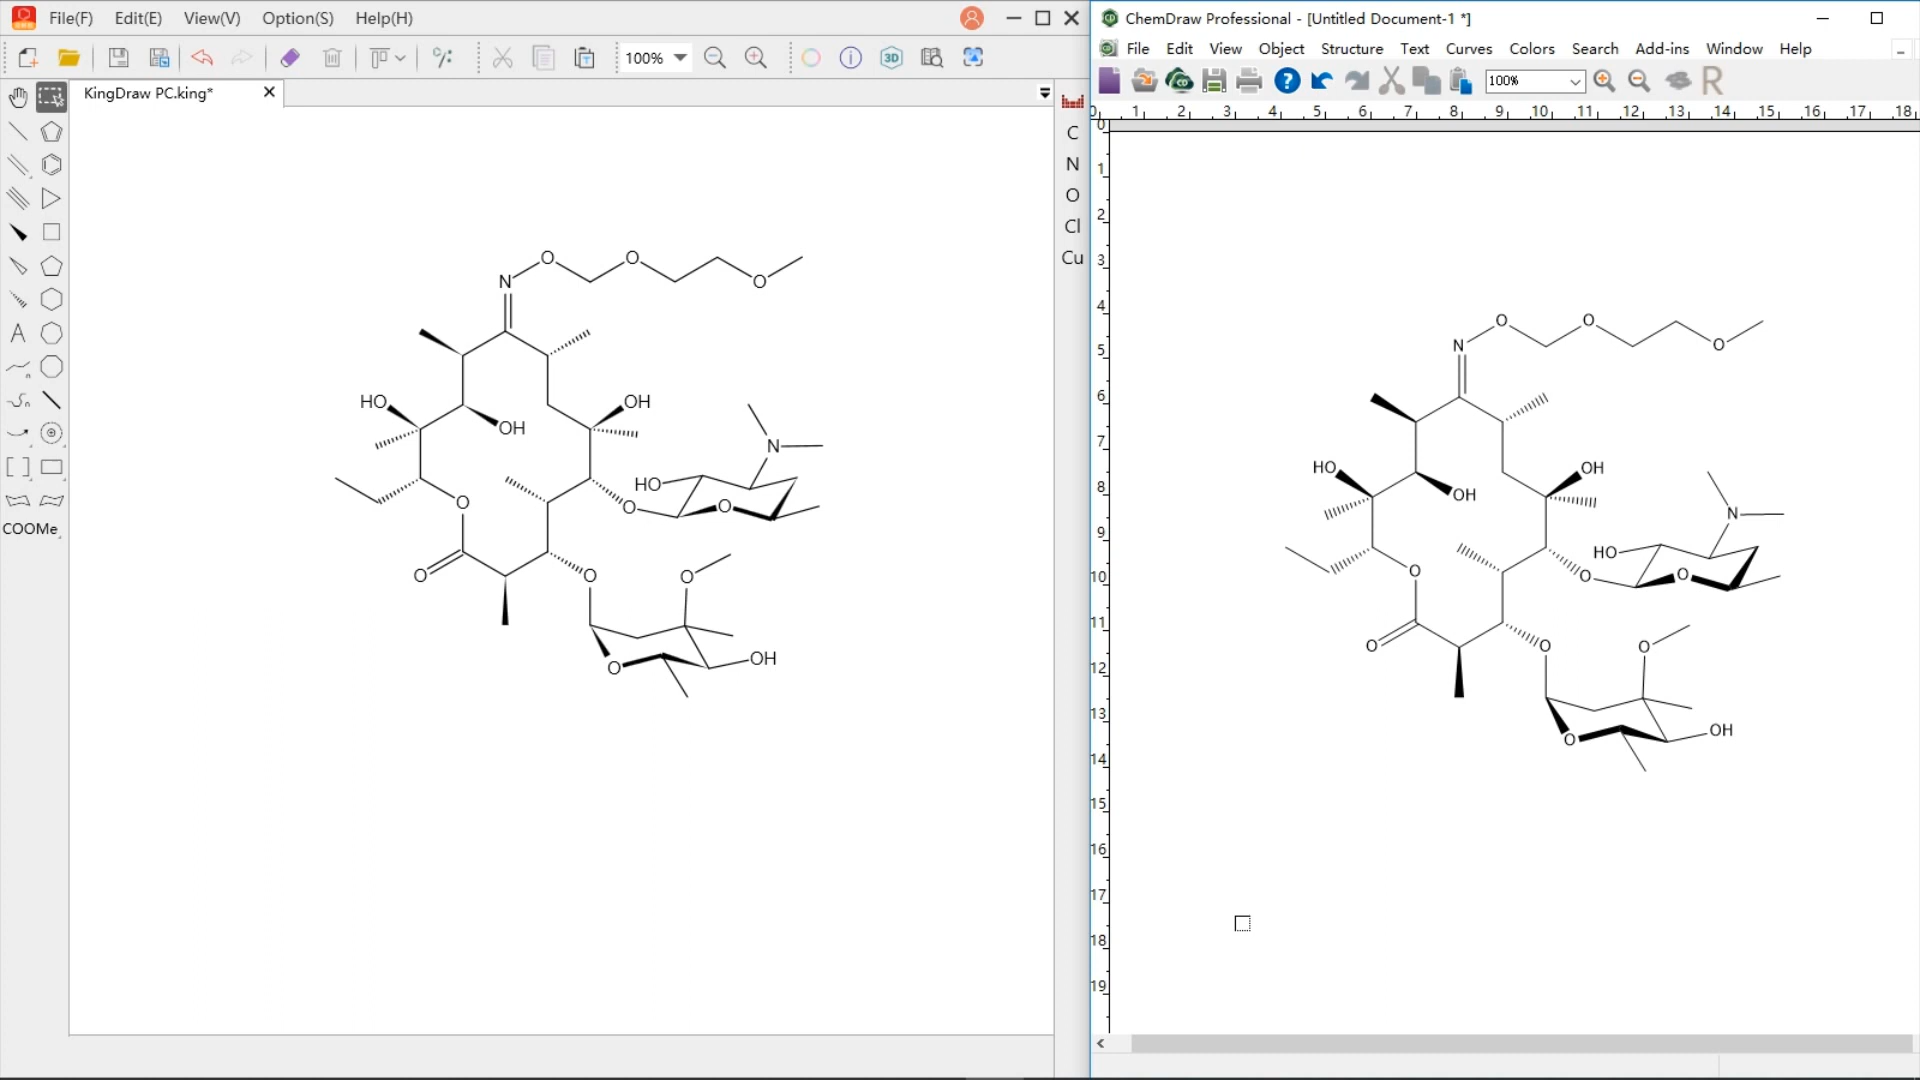 File(F) Edit(E) View(V) Option(S) Help(H)
100%
3D
KingDraw PC.king*
A
COOMe
C
N
O
Cl
Cu
N
O
O
O
HO
OH
OH
N
HO
O
O
O
O
O
O
OH
O
ChemDraw Professional - [Untitled Document-1 *]
File Edit View Object Structure Text Curves Colors Search Add-ins Window Help
100%
R
0 1 2 3 4 5 6 7 8 9 10 11 12 13 14 15 16 17 18
0
1
2
3
4
5
6
7
8
9
10
11
12
13
14
15
16
17
18
19
N
O
O
O
HO
OH
OH
N
HO
O
O
O
O
O
O
OH
O